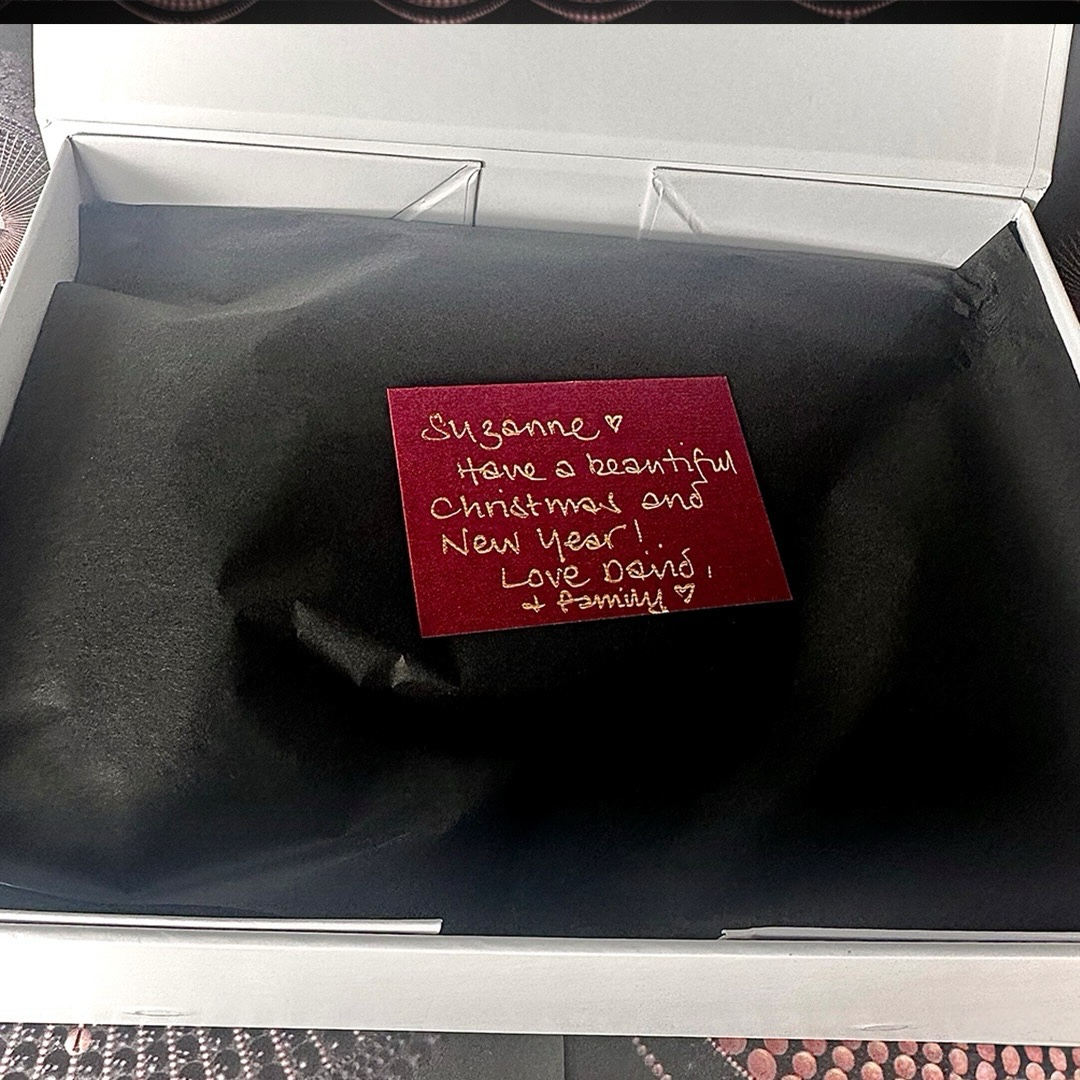 Suzanne ♡
Have a beautiful
Christmas and
New Year!
Love David,
& family ♡